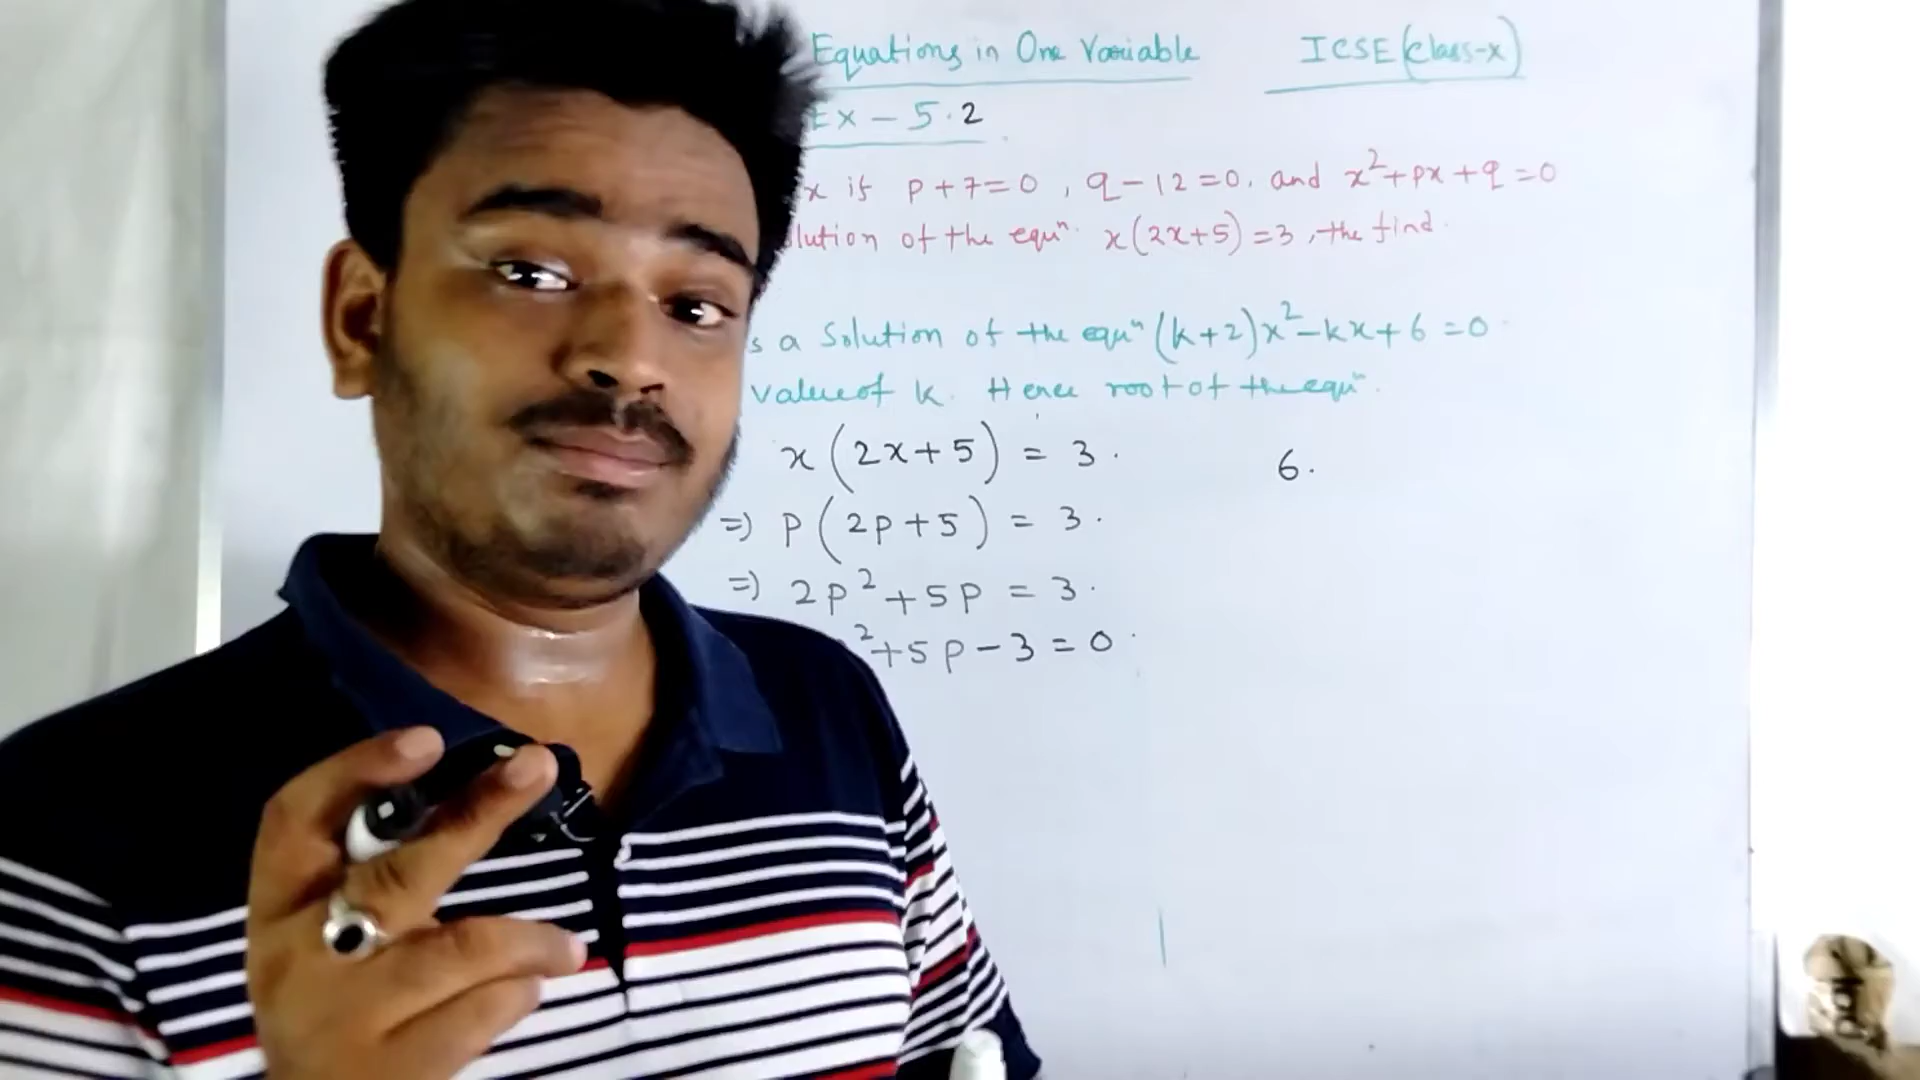 Equations in One Variable ICSE (class-x)
EX - 5.2
x if p+7=0, q-12=0. and x²+px+q=0
lution of the equⁿ. x(2x+5)=3, the find.
s a Solution of the equⁿ (k+2)x²-kx+6=0
value of k. Hence root of the equⁿ.
x(2x+5) = 3.
6.
=) p(2p+5) = 3.
=) 2p²+5p = 3.
²+5p-3=0